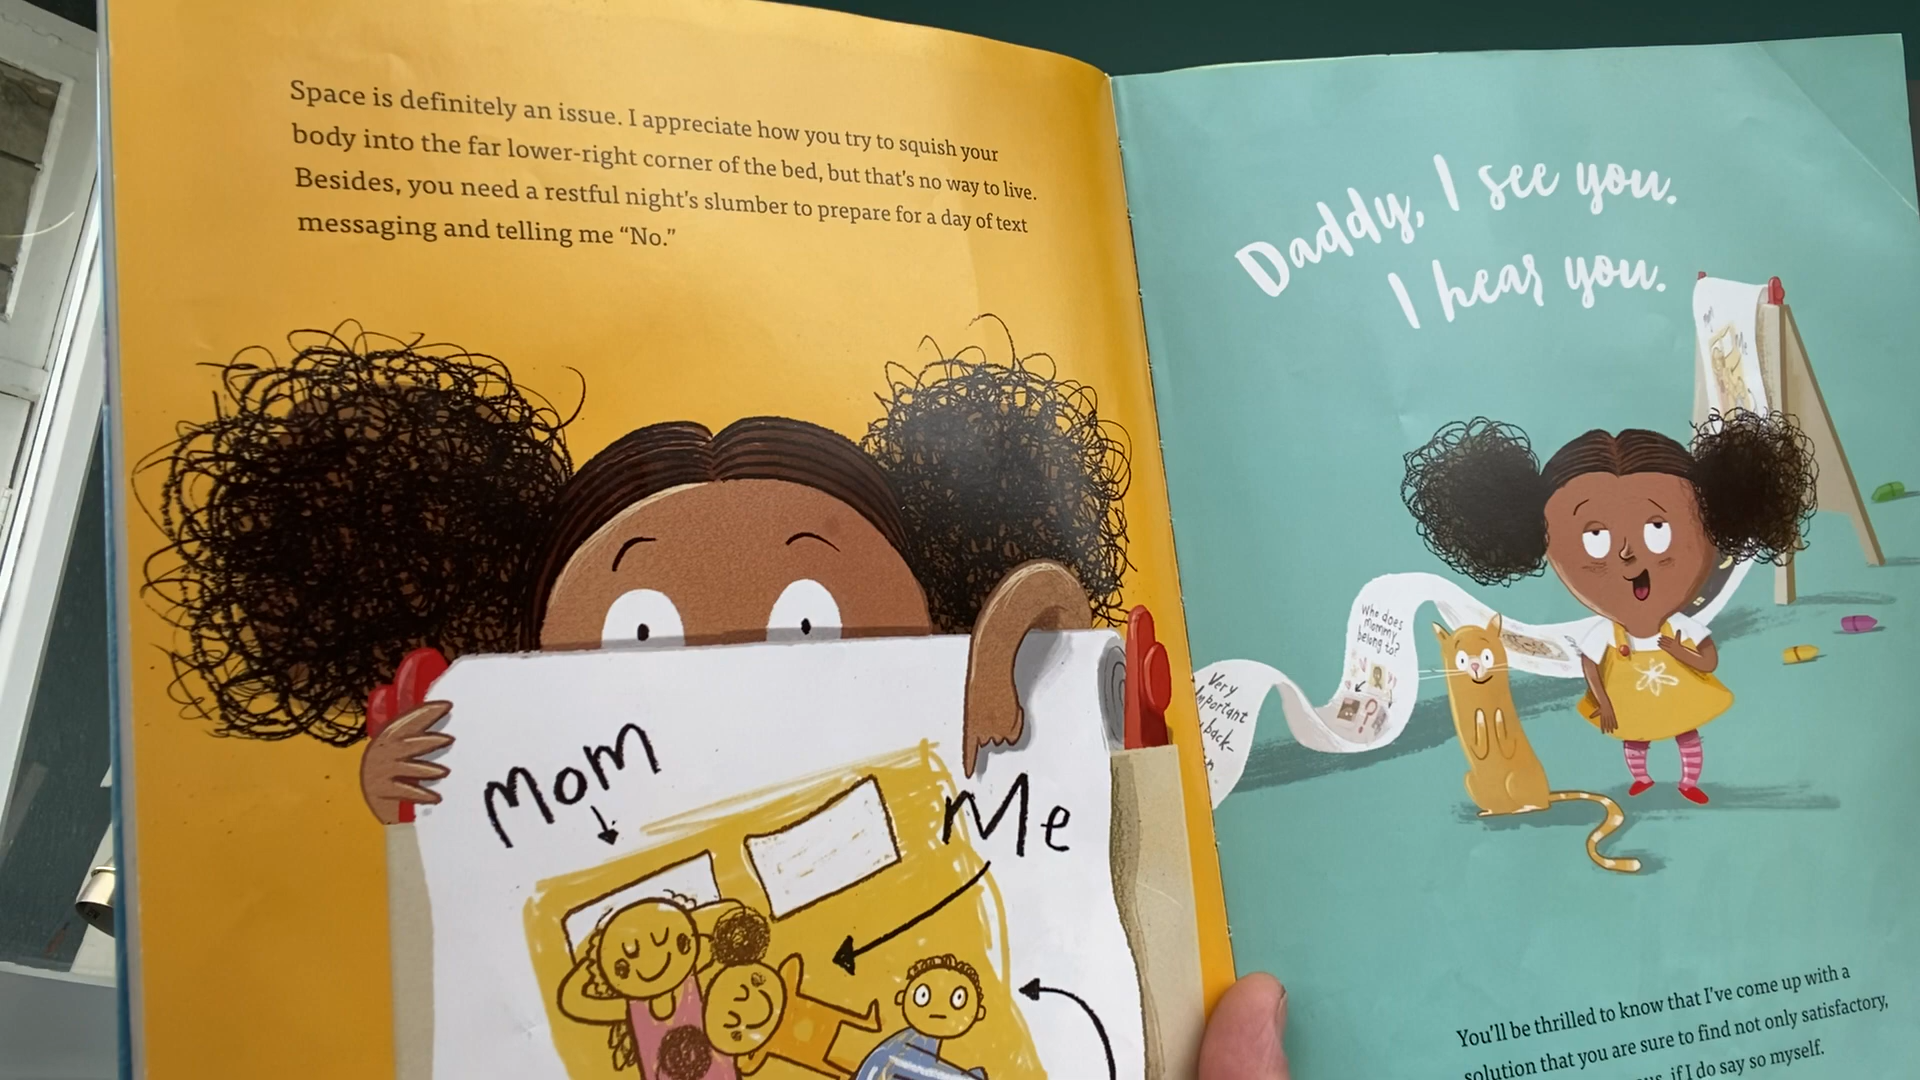 Space is definitely an issue. I appreciate how you try to squish your
body into the far lower-right corner of the bed, but that's no way to live.
Besides, you need a restful night's slumber to prepare for a day of text
messaging and telling me “No.”
Mom
Me
Daddy, I see you.
I hear you.
Mom
Me
Who does
mommy
belong to?
?
Very
back-
You'll be thrilled to know that I've come up with a
solution that you are sure to find not only satisfactory,
if I do say so myself.